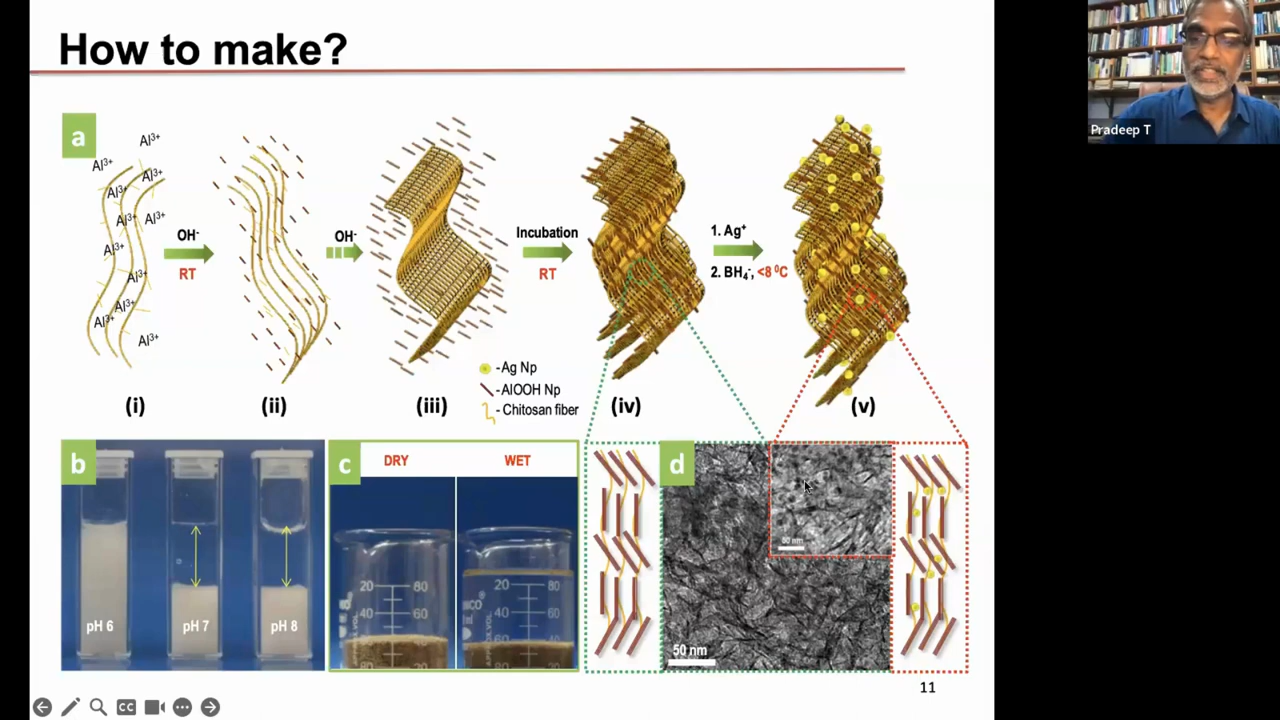 How to make?
Pradeep T
a
Al3+
Al3+
Al3+
Al3+
Al3+
Al3+
Al3+
Al3+
Al3+
Al3+
Al3+
OH-
RT
OH-
Incubation
RT
1. Ag+
2. BH4-, <8 0C
- Ag Np
- AlOOH Np
- Chitosan fiber
(i)
(ii)
(iii)
(iv)
(v)
b
pH 6
pH 7
pH 8
c
DRY
WET
20
80
40
60
20
80
40
60
d
50 nm
CC
11